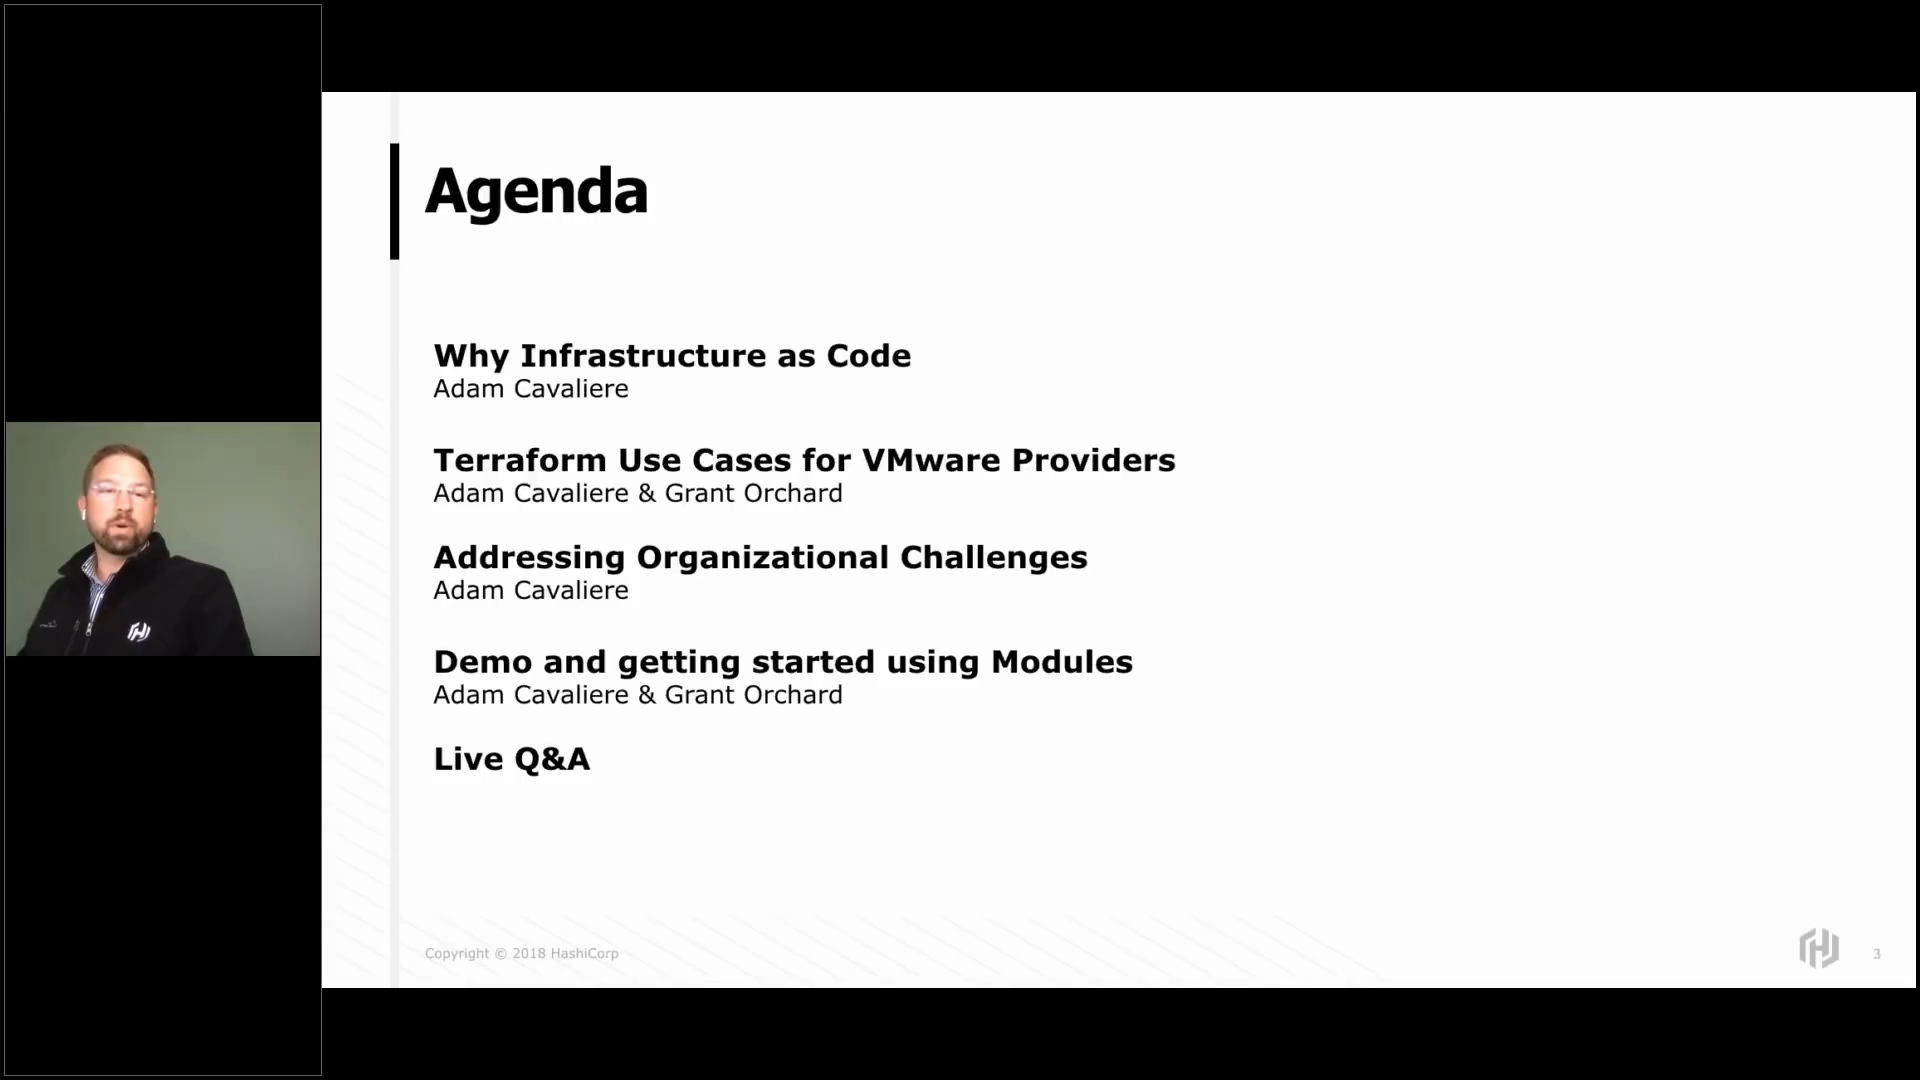 Agenda
Why Infrastructure as Code
Adam Cavaliere
Terraform Use Cases for VMware Providers
Adam Cavaliere & Grant Orchard
Addressing Organizational Challenges
Adam Cavaliere
Demo and getting started using Modules
Adam Cavaliere & Grant Orchard
Live Q&A
Copyright © 2018 HashiCorp
3